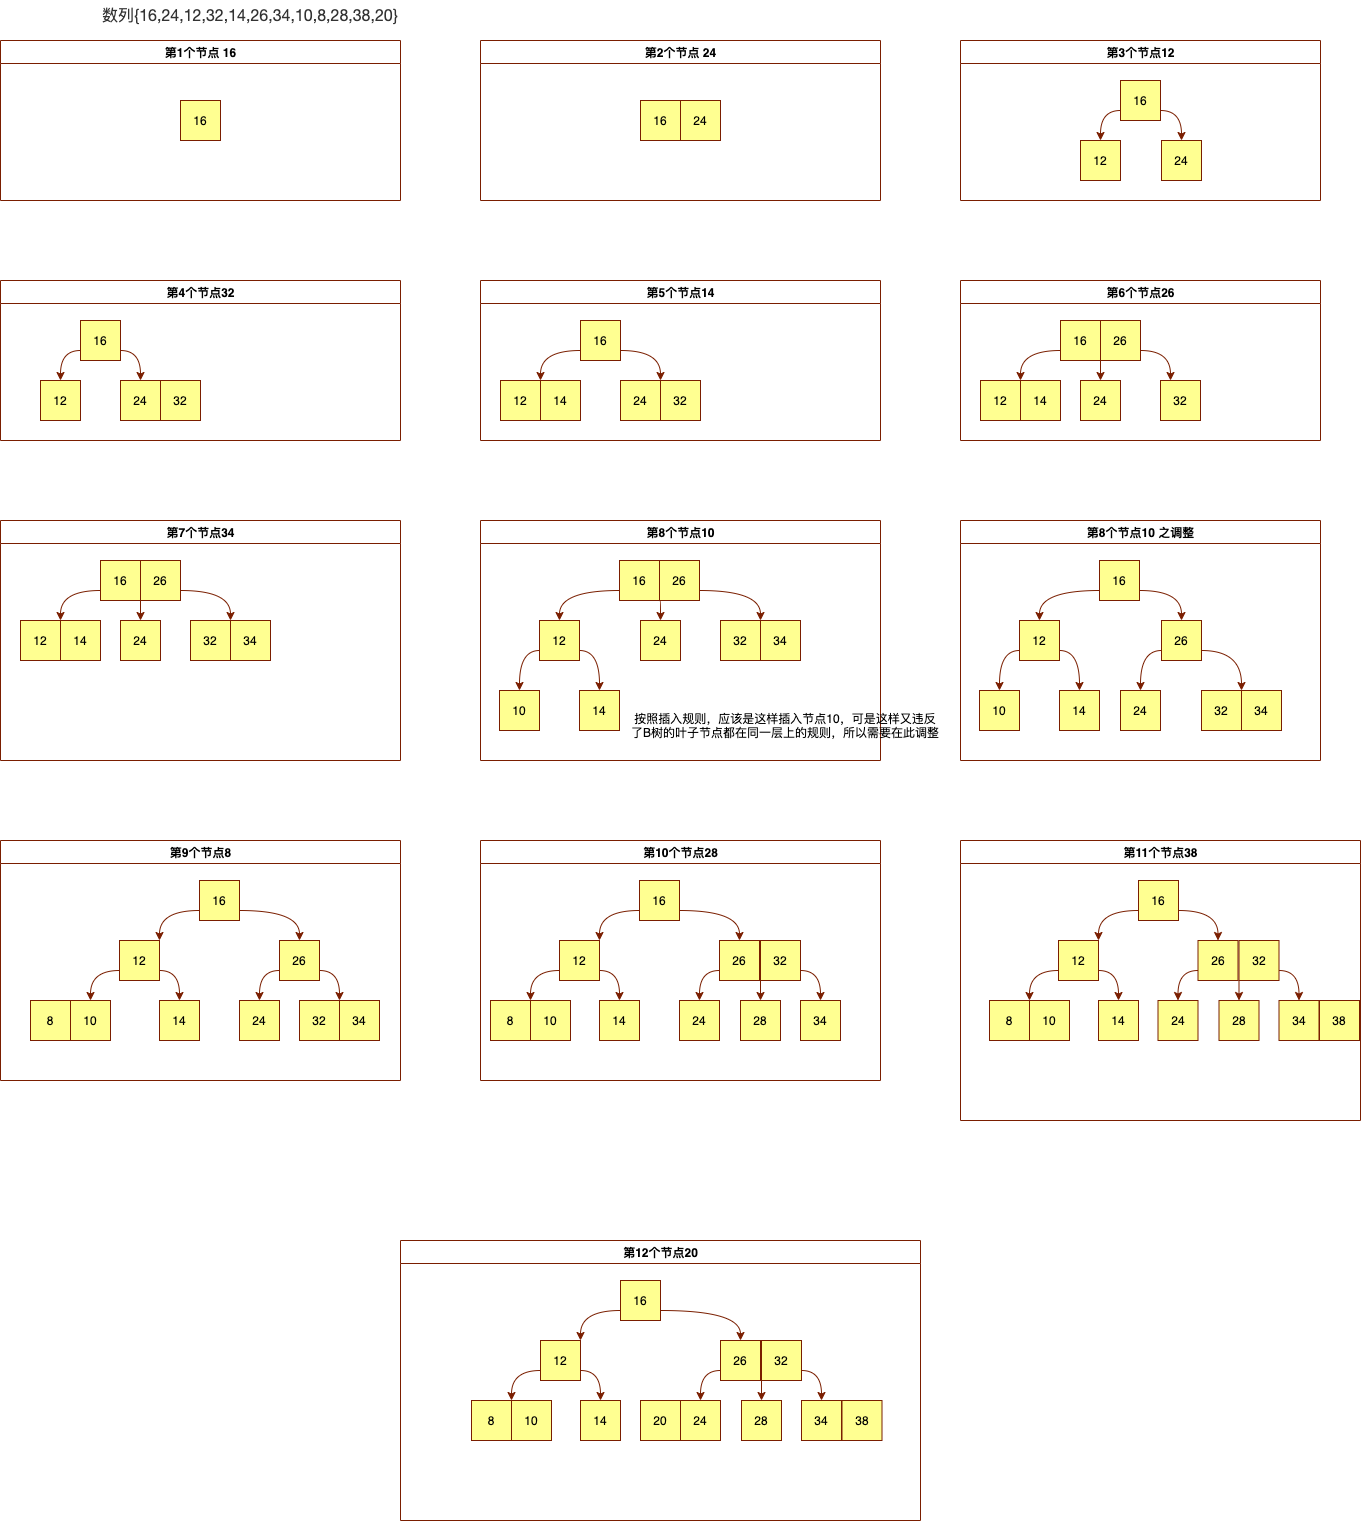 数列{16,24,12,32,14,26,34,10,8,28,38,20}
第1个节点 16
16
第2个节点 24
16 24
第3个节点12
16
12 24
第4个节点32
16
12 24 32
第5个节点14
16
12 14 24 32
第6个节点26
16 26
12 14 24 32
第7个节点34
16 26
12 14 24 32 34
第8个节点10
16 26
12 24 32 34
10 14
按照插入规则，应该是这样插入节点10，可是这样又违反
了B树的叶子节点都在同一层上的规则，所以需要在此调整
第8个节点10 之调整
16
12 26
10 14 24 32 34
第9个节点8
16
12 26
8 10 14 24 32 34
第10个节点28
16
12 26 32
8 10 14 24 28 34
第11个节点38
16
12 26 32
8 10 14 24 28 34 38
第12个节点20
16
12 26 32
8 10 14 20 24 28 34 38